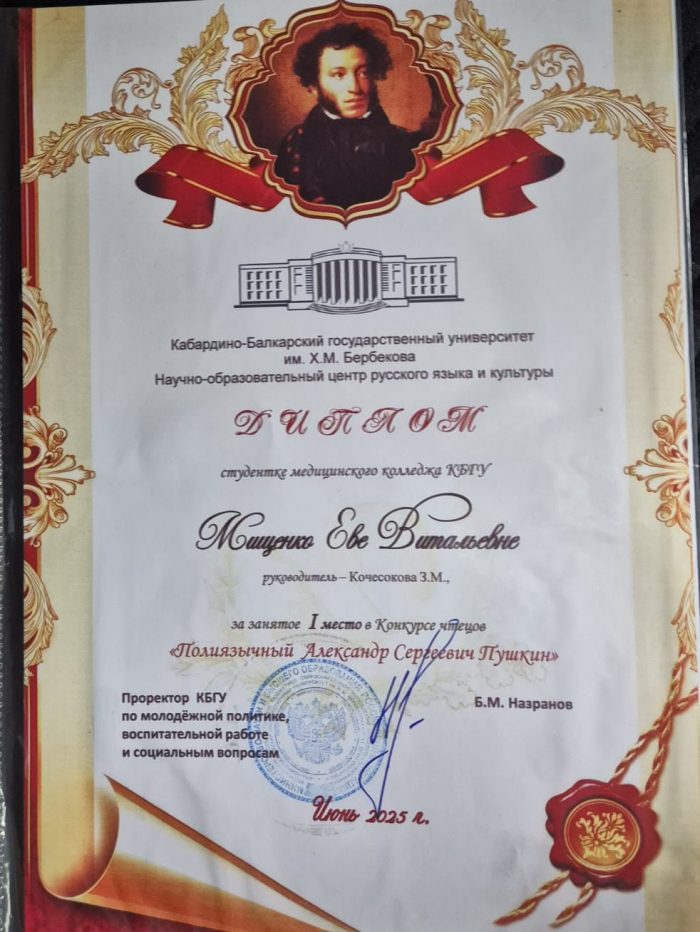 Кабардино-Балкарский государственный университет
им. Х.М. Бербекова
Научно-образовательный центр русского языка и культуры
ДИПЛОМ
студентке медицинского колледжа КБГУ
Мищенко Еве Витальевне
руководитель – Кочесокова З.М.,
за занятое I место в Конкурсе чтецов
«Полиязычный Александр Сергеевич Пушкин»
Проректор КБГУ
по молодёжной политике,
воспитательной работе
и социальным вопросам
Б.М. Назранов
Июнь 2025 г.